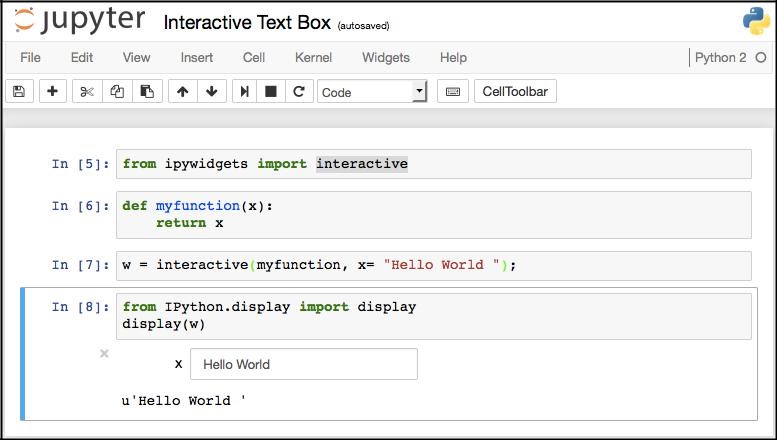 jupyter Interactive Text Box (autosaved)
File Edit View Insert Cell Kernel Widgets Help Python 2
Code CellToolbar
In [5]: from ipywidgets import interactive
In [6]: def myfunction(x):
return x
In [7]: w = interactive(myfunction, x= "Hello World ");
In [8]: from IPython.display import display
display(w)
x Hello World
u'Hello World '